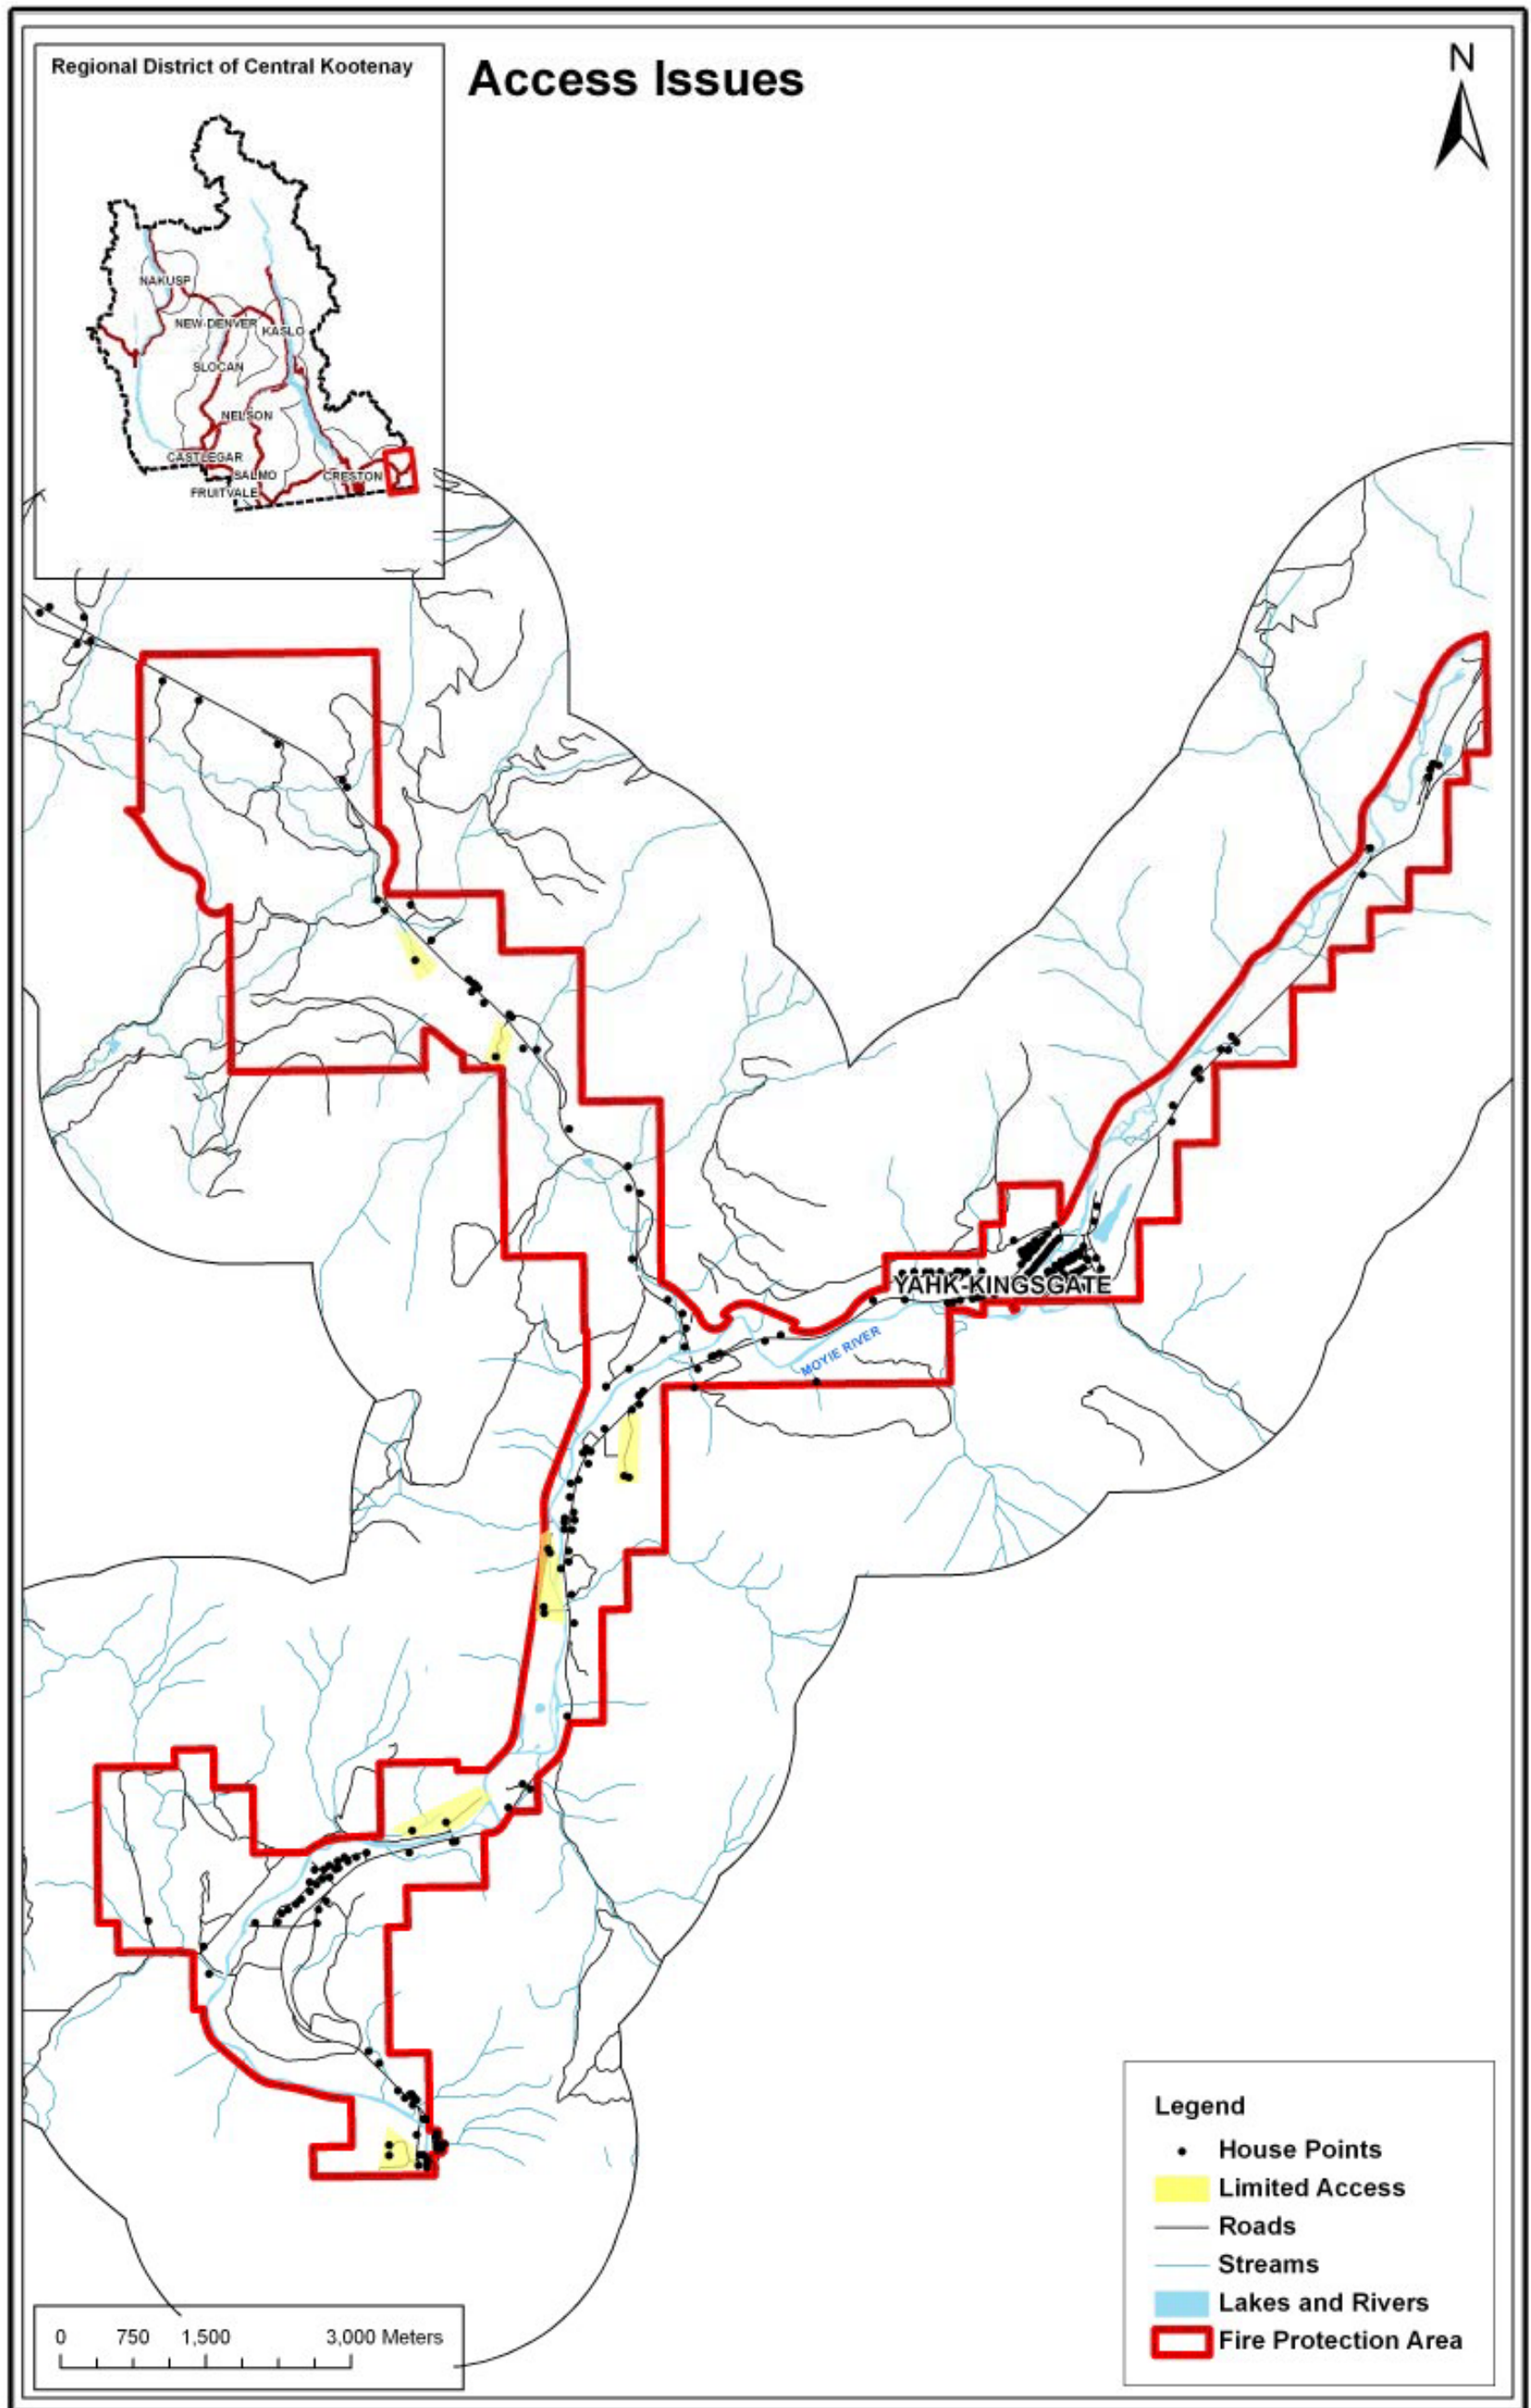 Regional District of Central Kootenay
Access Issues
N
NAKUSP
NEW-DENVER
KASLO
SLOCAN
NELSON
CASTLEGAR
SALMO
CRESTON
FRUITVALE
YAHK-KINGSGATE
MOYIE RIVER
Legend
House Points
Limited Access
Roads
Streams
Lakes and Rivers
Fire Protection Area
0 750 1,500 3,000 Meters